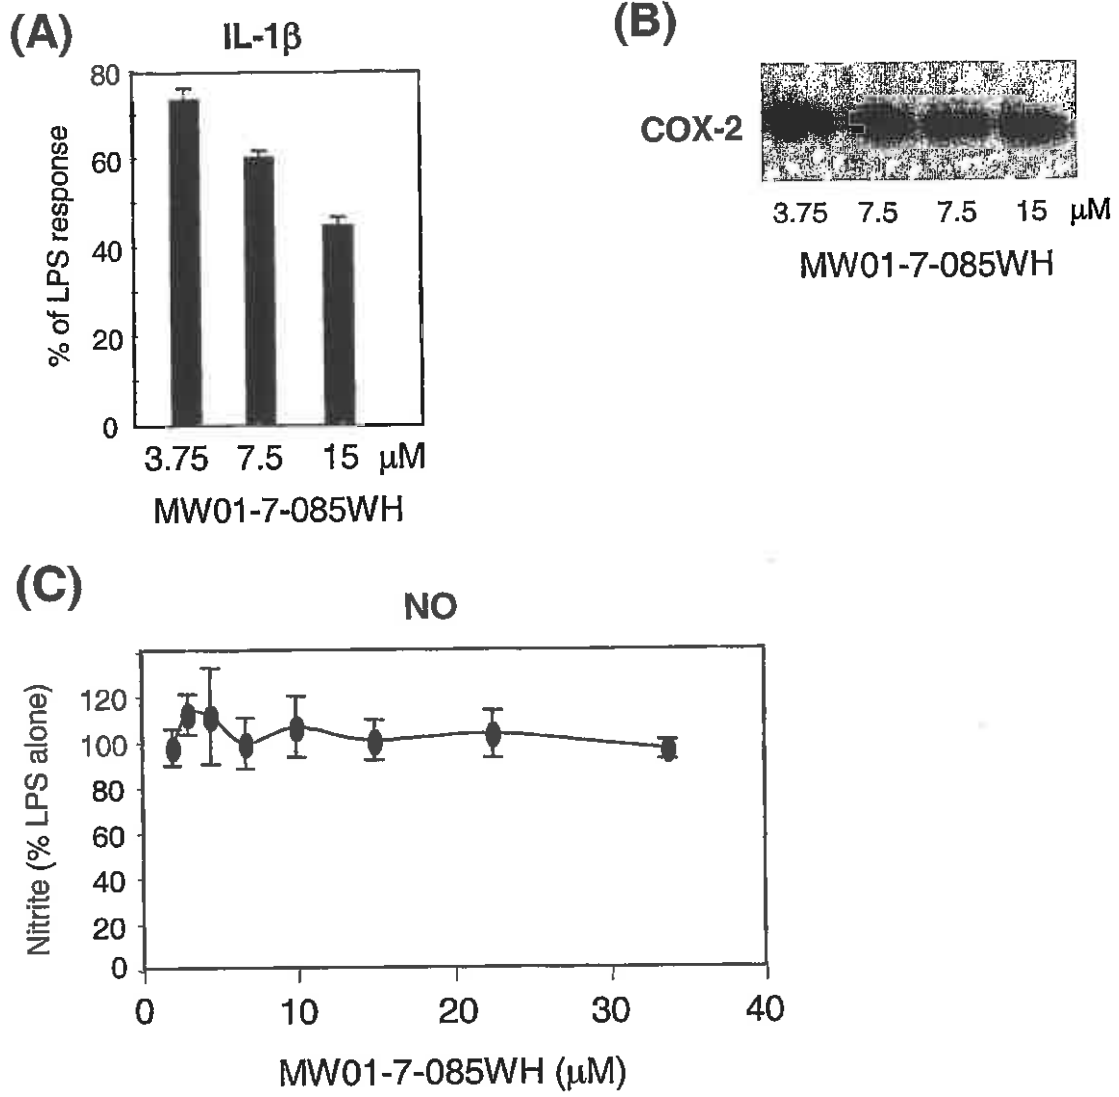 (A)
IL-1β
80
60
40
20
0
% of LPS response
3.75 7.5 15 μM
MW01-7-085WH
(B)
COX-2
3.75 7.5 7.5 15 μM
MW01-7-085WH
(C)
NO
120
100
80
60
40
20
0
Nitrite (% LPS alone)
0 10 20 30 40
MW01-7-085WH (μM)